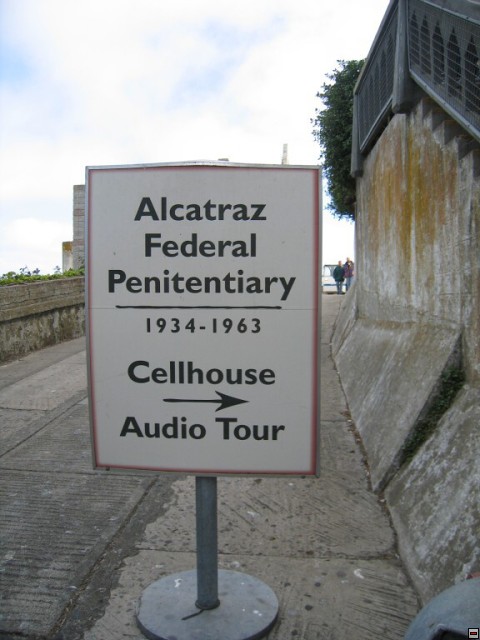 Alcatraz
Federal
Penitentiary
1934-1963
Cellhouse
Audio Tour